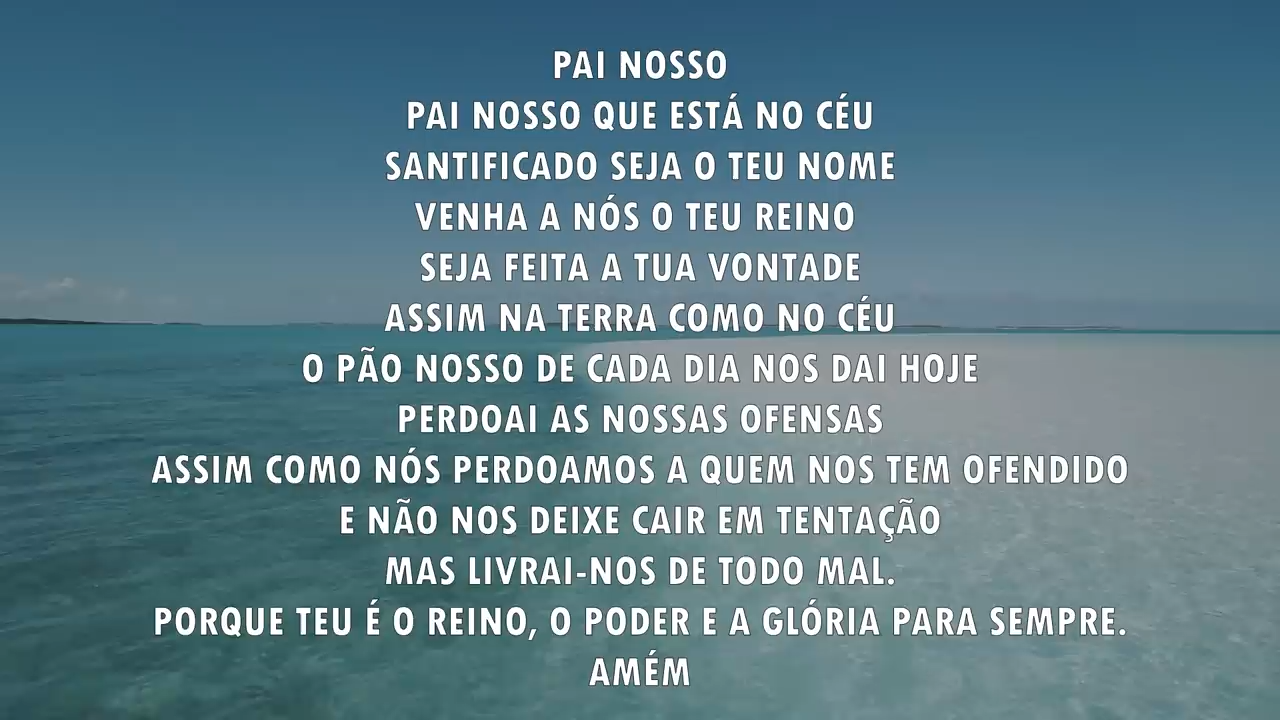 PAI NOSSO
PAI NOSSO QUE ESTÁ NO CÉU
SANTIFICADO SEJA O TEU NOME
VENHA A NÓS O TEU REINO
SEJA FEITA A TUA VONTADE
ASSIM NA TERRA COMO NO CÉU
O PÃO NOSSO DE CADA DIA NOS DAI HOJE
PERDOAI AS NOSSAS OFENSAS
ASSIM COMO NÓS PERDOAMOS A QUEM NOS TEM OFENDIDO
E NÃO NOS DEIXE CAIR EM TENTAÇÃO
MAS LIVRAI-NOS DE TODO MAL.
PORQUE TEU É O REINO, O PODER E A GLÓRIA PARA SEMPRE.
AMÉM